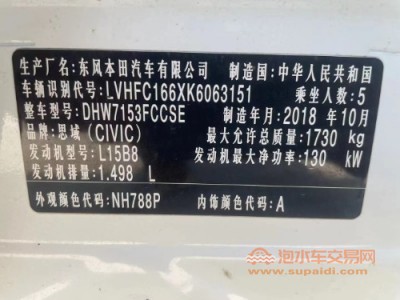 生产厂名: 东风本田汽车有限公司 制造国: 中华人民共和国
车辆识别代号: LVHFC166XK6063151 乘坐人数: 5
整车型号: DHW7153FCCSE 制造年月: 2018 年 10月
品牌: 思域(CIVIC) 最大允许总质量: 1730 kg
发动机型号: L15B8 发动机最大净功率: 130 kW
发动机排量: 1.498 L
外观颜色代码: NH788P 内饰颜色代码: A
泡水车交易网
www.supaidi.com